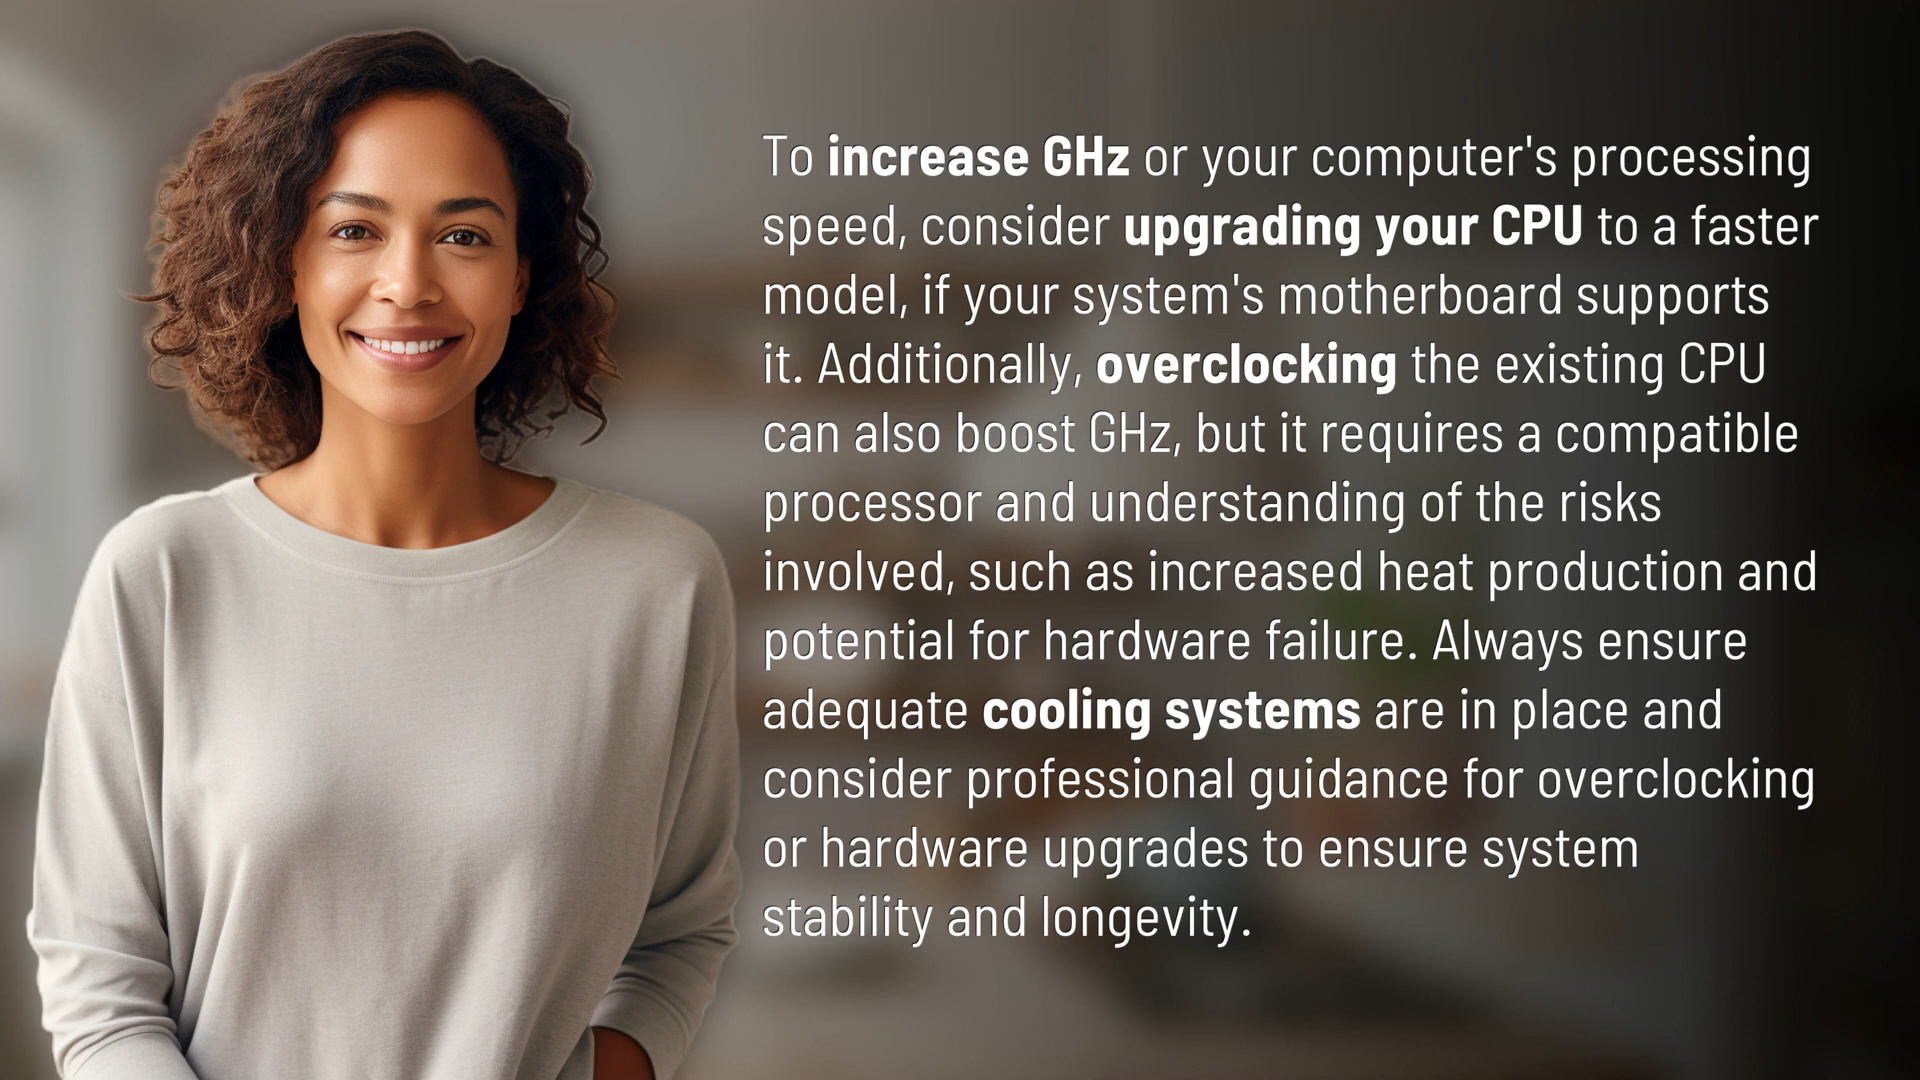 To increase GHz or your computer's processing
speed, consider upgrading your CPU to a faster
model, if your system's motherboard supports
it. Additionally, overclocking the existing CPU
can also boost GHz, but it requires a compatible
processor and understanding of the risks
involved, such as increased heat production and
potential for hardware failure. Always ensure
adequate cooling systems are in place and
consider professional guidance for overclocking
or hardware upgrades to ensure system
stability and longevity.